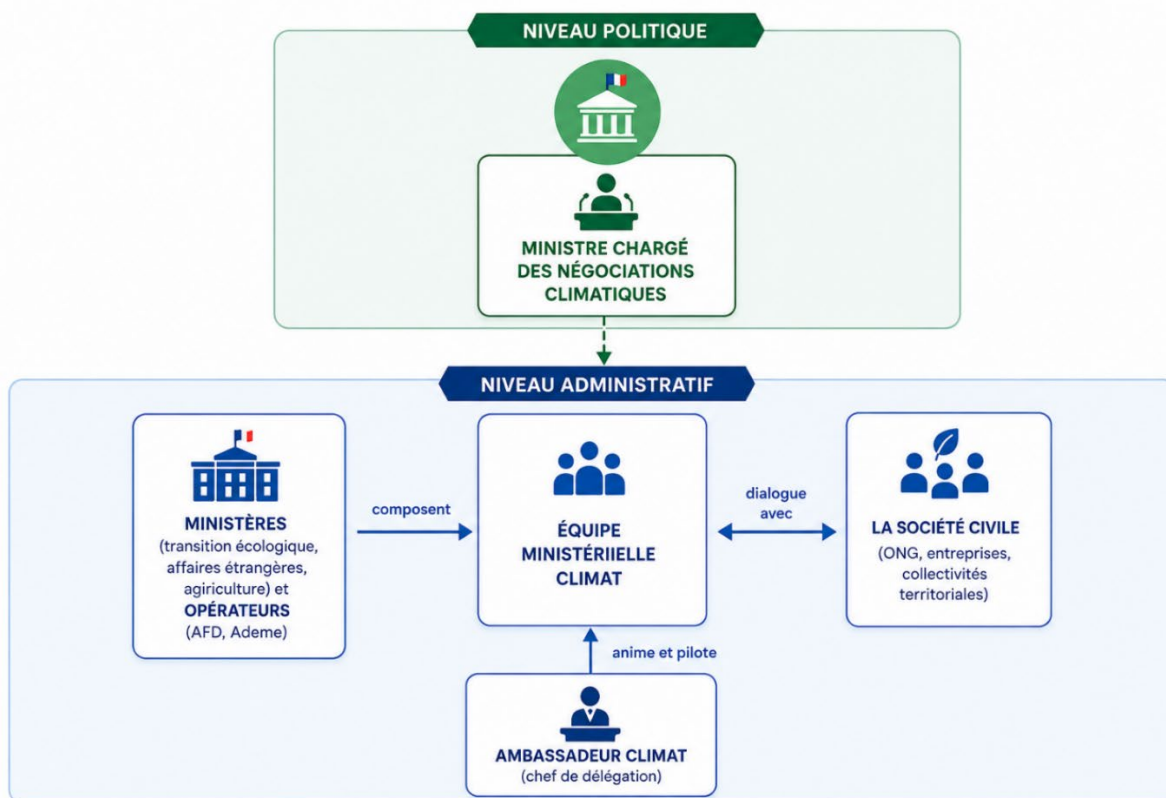 NIVEAU POLITIQUE
MINISTRE CHARGÉ
DES NÉGOCIATIONS
CLIMATIQUES
NIVEAU ADMINISTRATIF
MINISTÈRES
(transition écologique,
affaires étrangères,
agiriculture) et
OPÉRATEURS
(AFD, Ademe)
composent
ÉQUIPE
MINISTÉRIIELLE
CLIMAT
dialogue
avec
LA SOCIÉTÉ CIVILE
(ONG, entreprises,
collectivités
territoriales)
anime et pilote
AMBASSADEUR CLIMAT
(chef de délégation)